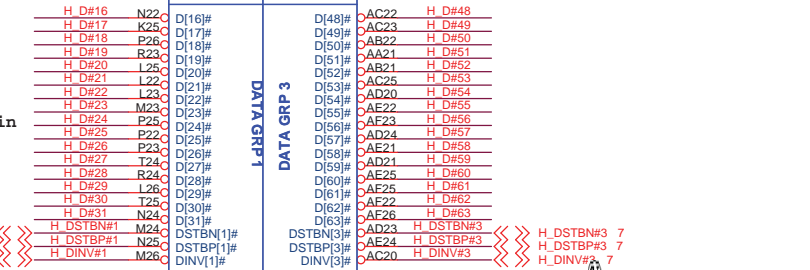 H_D#16 N22 D[16]# D[48]# AC22 H_D#48
H_D#17 K25 D[17]# D[49]# AC23 H_D#49
H_D#18 P26 D[18]# D[50]# AB22 H_D#50
H_D#19 R23 D[19]# D[51]# AA21 H_D#51
H_D#20 L25 D[20]# D[52]# AB21 H_D#52
H_D#21 L22 D[21]# D[53]# AC25 H_D#53
H_D#22 L23 D[22]# D[54]# AD20 H_D#54
H_D#23 M23 D[23]# D[55]# AE22 H_D#55
in H_D#24 P25 D[24]# D[56]# AF23 H_D#56
H_D#25 P22 D[25]# D[57]# AD24 H_D#57
H_D#26 P23 D[26]# D[58]# AE21 H_D#58
H_D#27 T24 D[27]# D[59]# AD21 H_D#59
H_D#28 R24 D[28]# D[60]# AE25 H_D#60
H_D#29 L26 D[29]# D[61]# AF25 H_D#61
H_D#30 T25 D[30]# D[62]# AF22 H_D#62
H_D#31 N24 D[31]# D[63]# AF26 H_D#63
H_DSTBN#1 M24 DSTBN[1]# DSTBN[3]# AD23 H_DSTBN#3 H_DSTBN#3 7
H_DSTBP#1 N25 DSTBP[1]# DSTBP[3]# AE24 H_DSTBP#3 H_DSTBP#3 7
H_DINV#1 M26 DINV[1]# DINV[3]# AC20 H_DINV#3 H_DINV#3 7
DATA GRP 1
DATA GRP 3